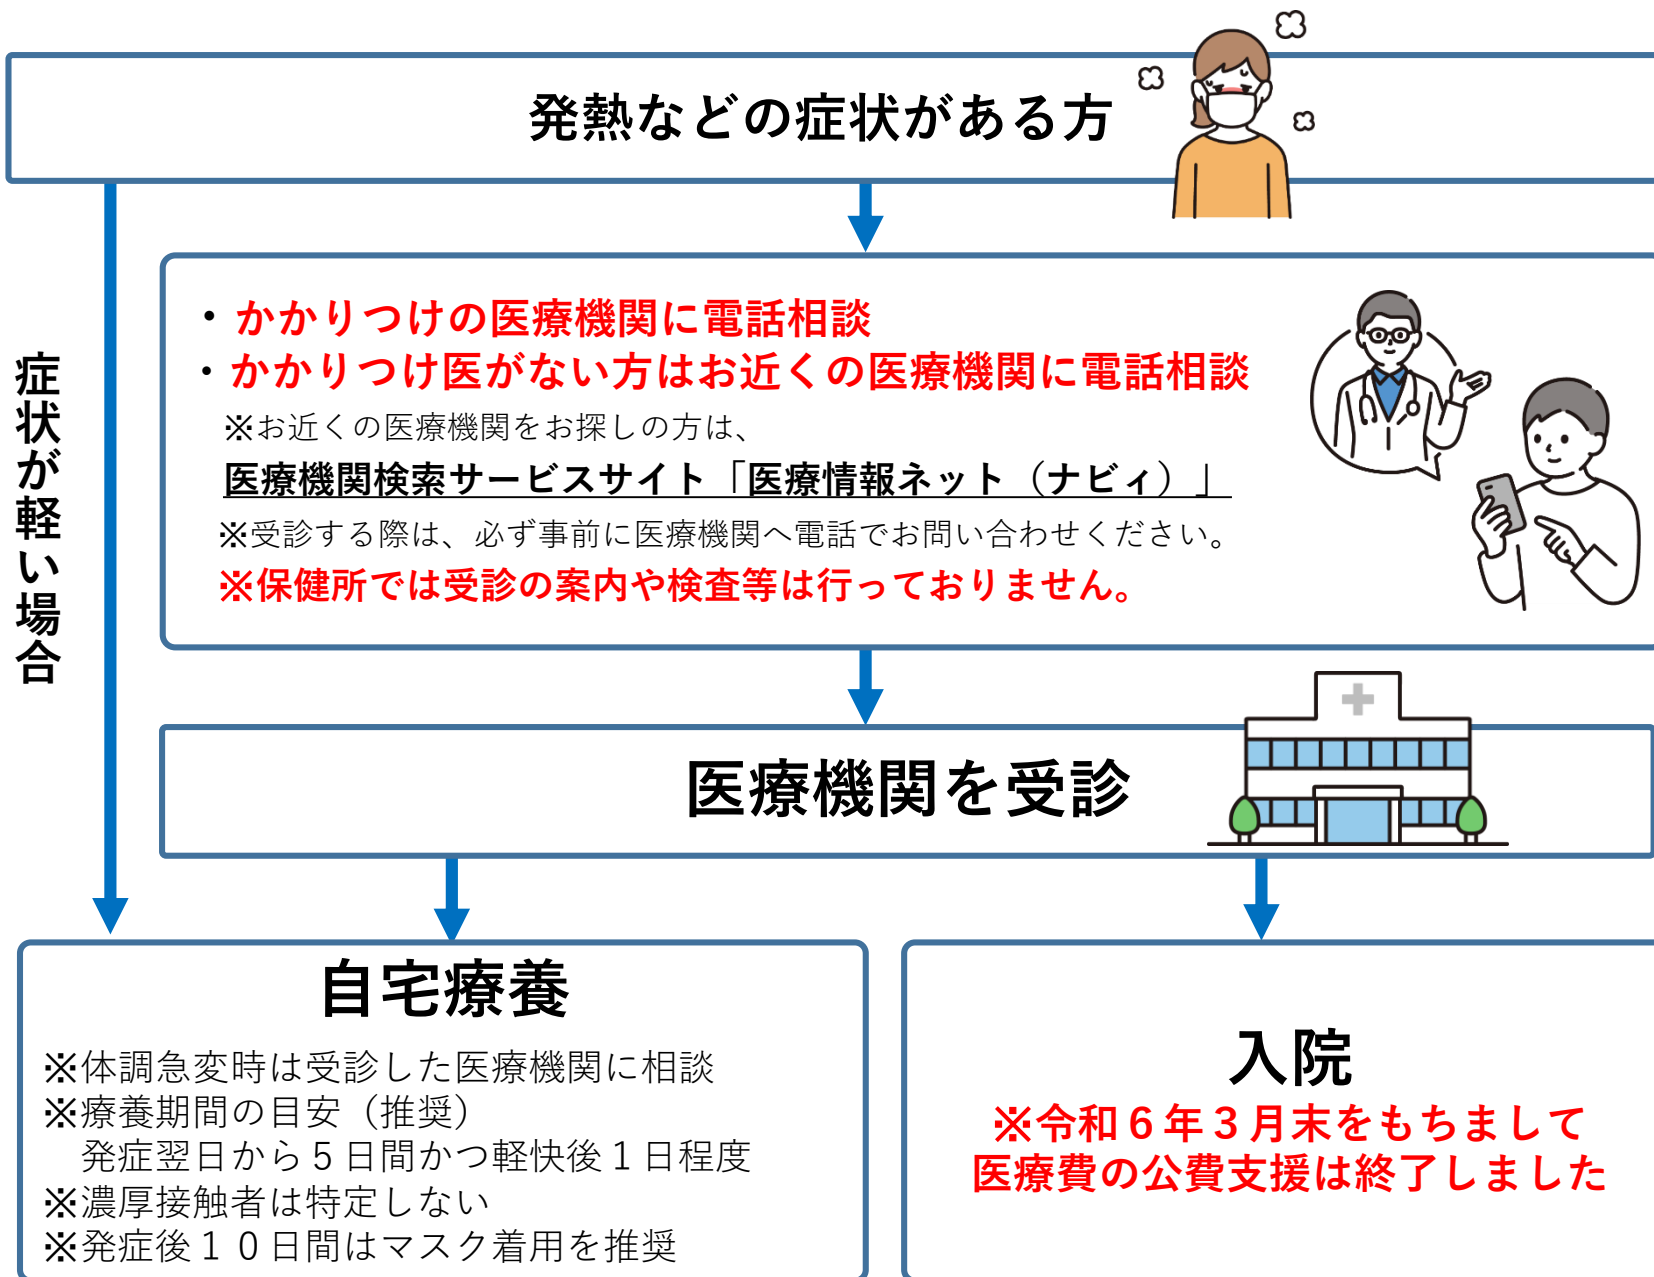 発熱などの症状がある方
症状が軽い場合
・かかりつけの医療機関に電話相談
・かかりつけ医がない方はお近くの医療機関に電話相談
※お近くの医療機関をお探しの方は、
医療機関検索サービスサイト「医療情報ネット（ナビィ）」
※受診する際は、必ず事前に医療機関へ電話でお問い合わせください。
※保健所では受診の案内や検査等は行っておりません。
医療機関を受診
自宅療養
※体調急変時は受診した医療機関に相談
※療養期間の目安（推奨）
発症翌日から５日間かつ軽快後１日程度
※濃厚接触者は特定しない
※発症後１０日間はマスク着用を推奨
入院
※令和６年３月末をもちまして
医療費の公費支援は終了しました